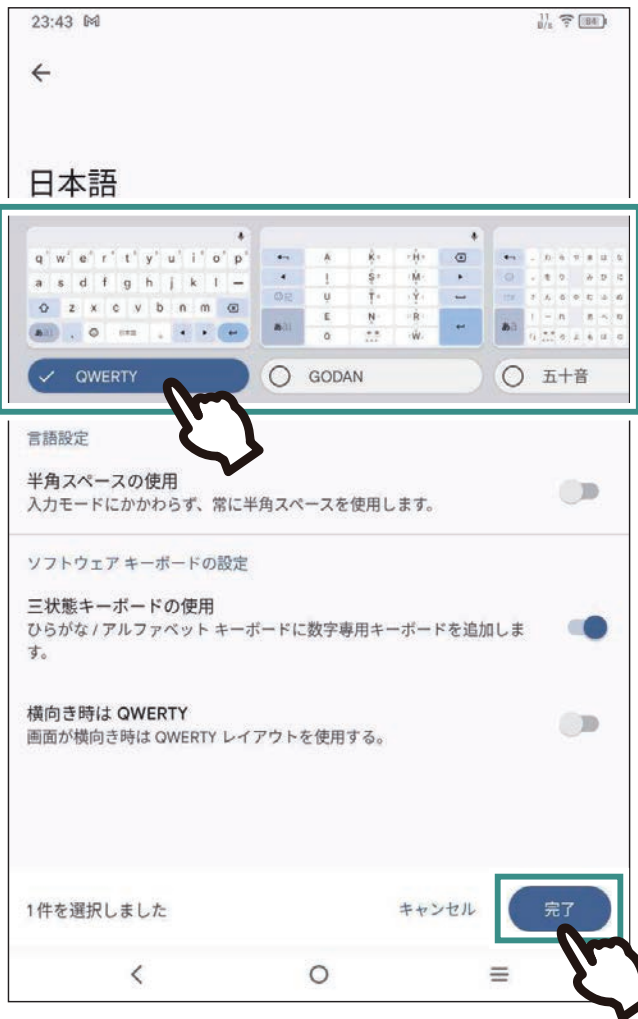 23:43
84
日本語
q w e r t y u i o p
a s d f g h j k l –
z x c v b n m
QWERTY
GODAN
五十音
言語設定
半角スペースの使用
入力モードにかかわらず、常に半角スペースを使用します。
ソフトウェア キーボードの設定
三状態キーボードの使用
ひらがな / アルファベット キーボードに数字専用キーボードを追加しま
す。
横向き時は QWERTY
画面が横向き時は QWERTY レイアウトを使用する。
1 件を選択しました
キャンセル
完了